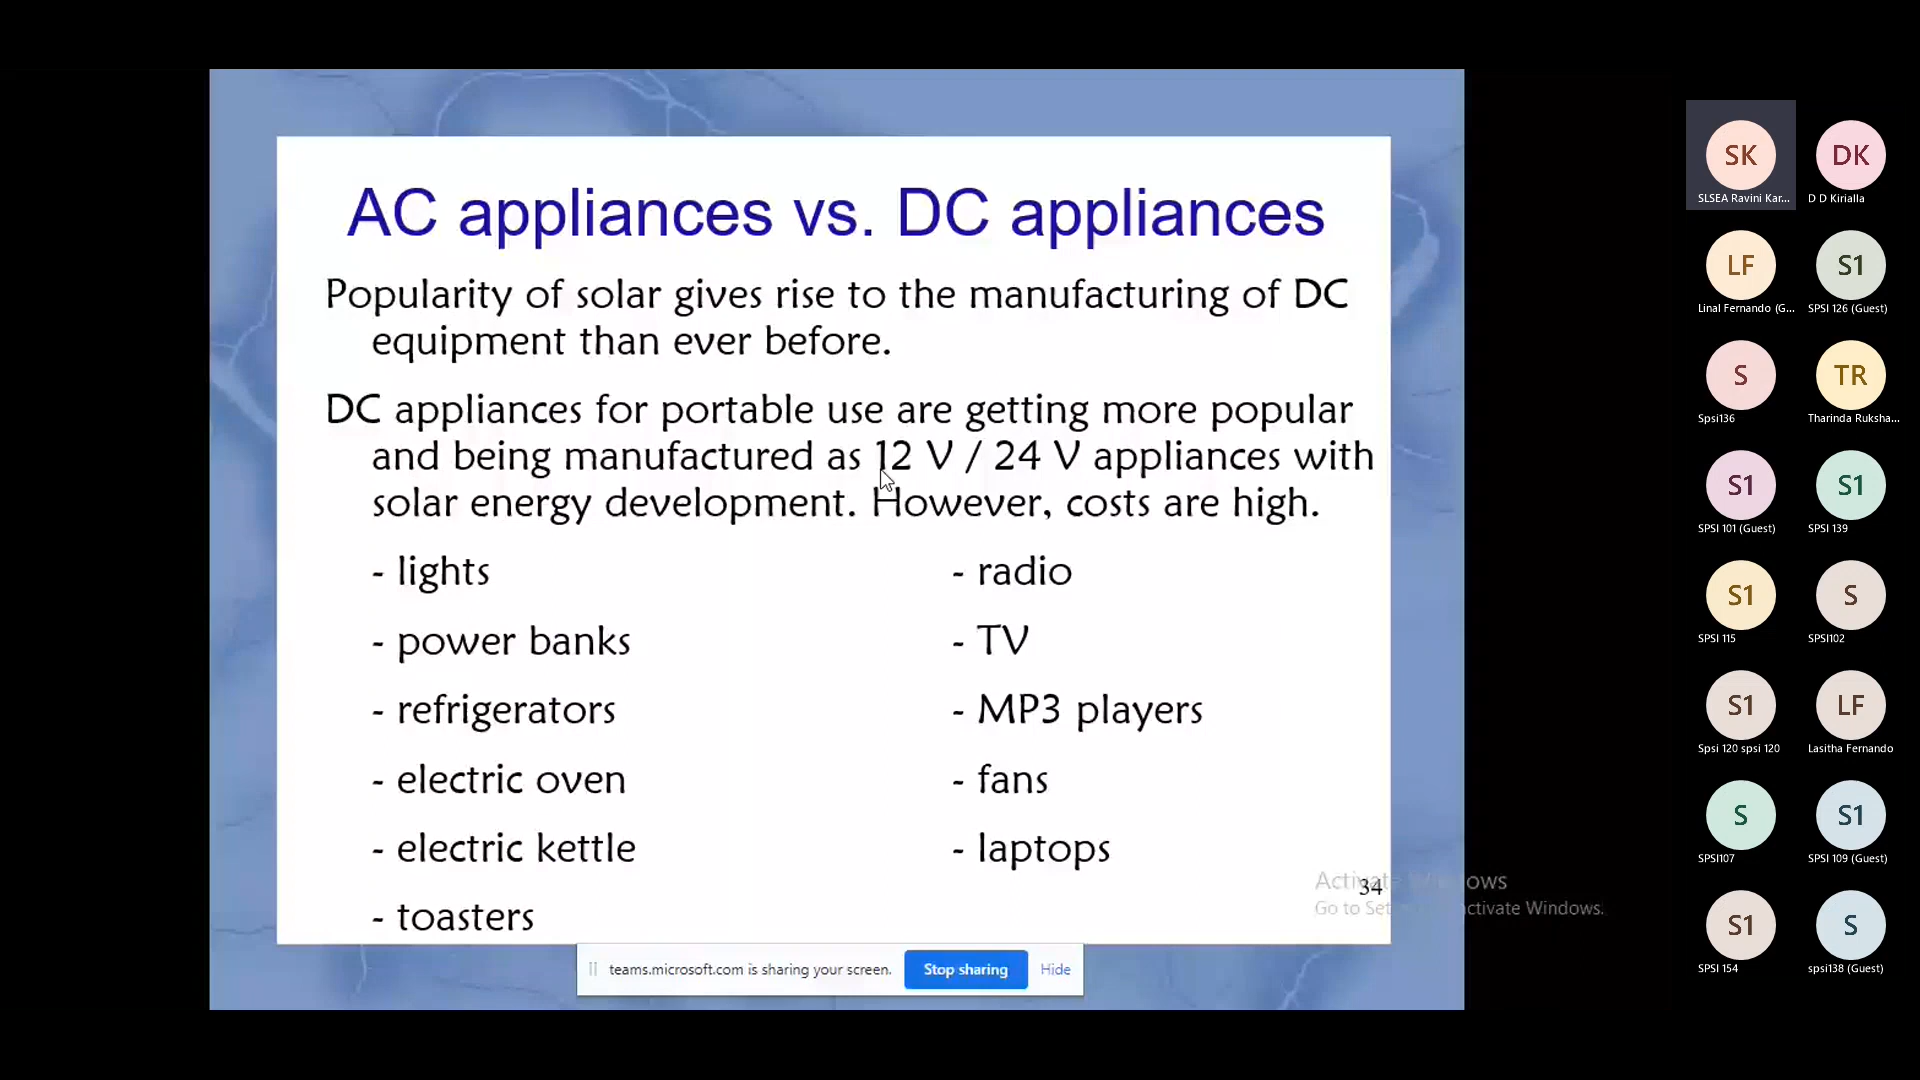 AC appliances vs. DC appliances
Popularity of solar gives rise to the manufacturing of DC
equipment than ever before.
DC appliances for portable use are getting more popular
and being manufactured as 12 V / 24 V appliances with
solar energy development. However, costs are high.
- lights
- power banks
- refrigerators
- electric oven
- electric kettle
- toasters
- radio
- TV
- MP3 players
- fans
- laptops
34
Activate Windows
Go to Settings to activate Windows.
teams.microsoft.com is sharing your screen.
Stop sharing
Hide
SK
SLSEA Ravini Kar...
DK
D D Kirialla
LF
Linal Fernando (G...
S1
SPSI 126 (Guest)
S
Spsi136
TR
Tharinda Ruksha...
S1
SPSI 101 (Guest)
S1
SPSI 139
S1
SPSI 115
S
SPSI102
S1
Spsi 120 spsi 120
LF
Lasitha Fernando
S
SPSI107
S1
SPSI 109 (Guest)
S1
SPSI 154
S
spsi138 (Guest)